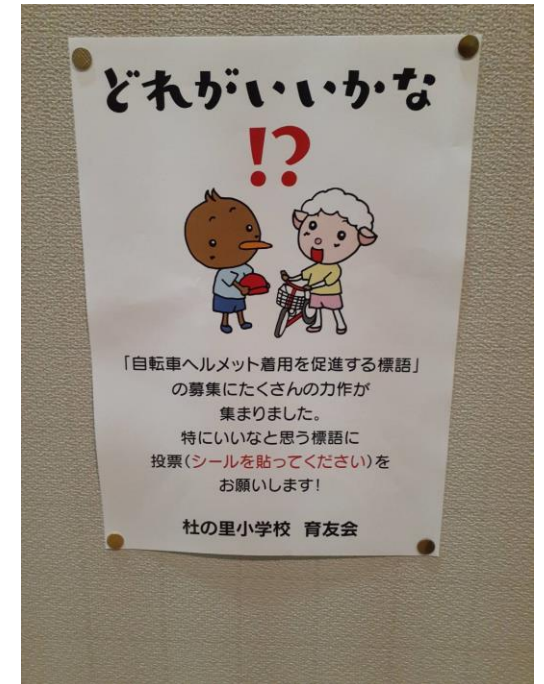 どれがいいかな
!?
「自転車ヘルメット着用を促進する標語」
の募集にたくさんの力作が
集まりました。
特にいいなと思う標語に
投票(シールを貼ってください)を
お願いします!
杜の里小学校 育友会